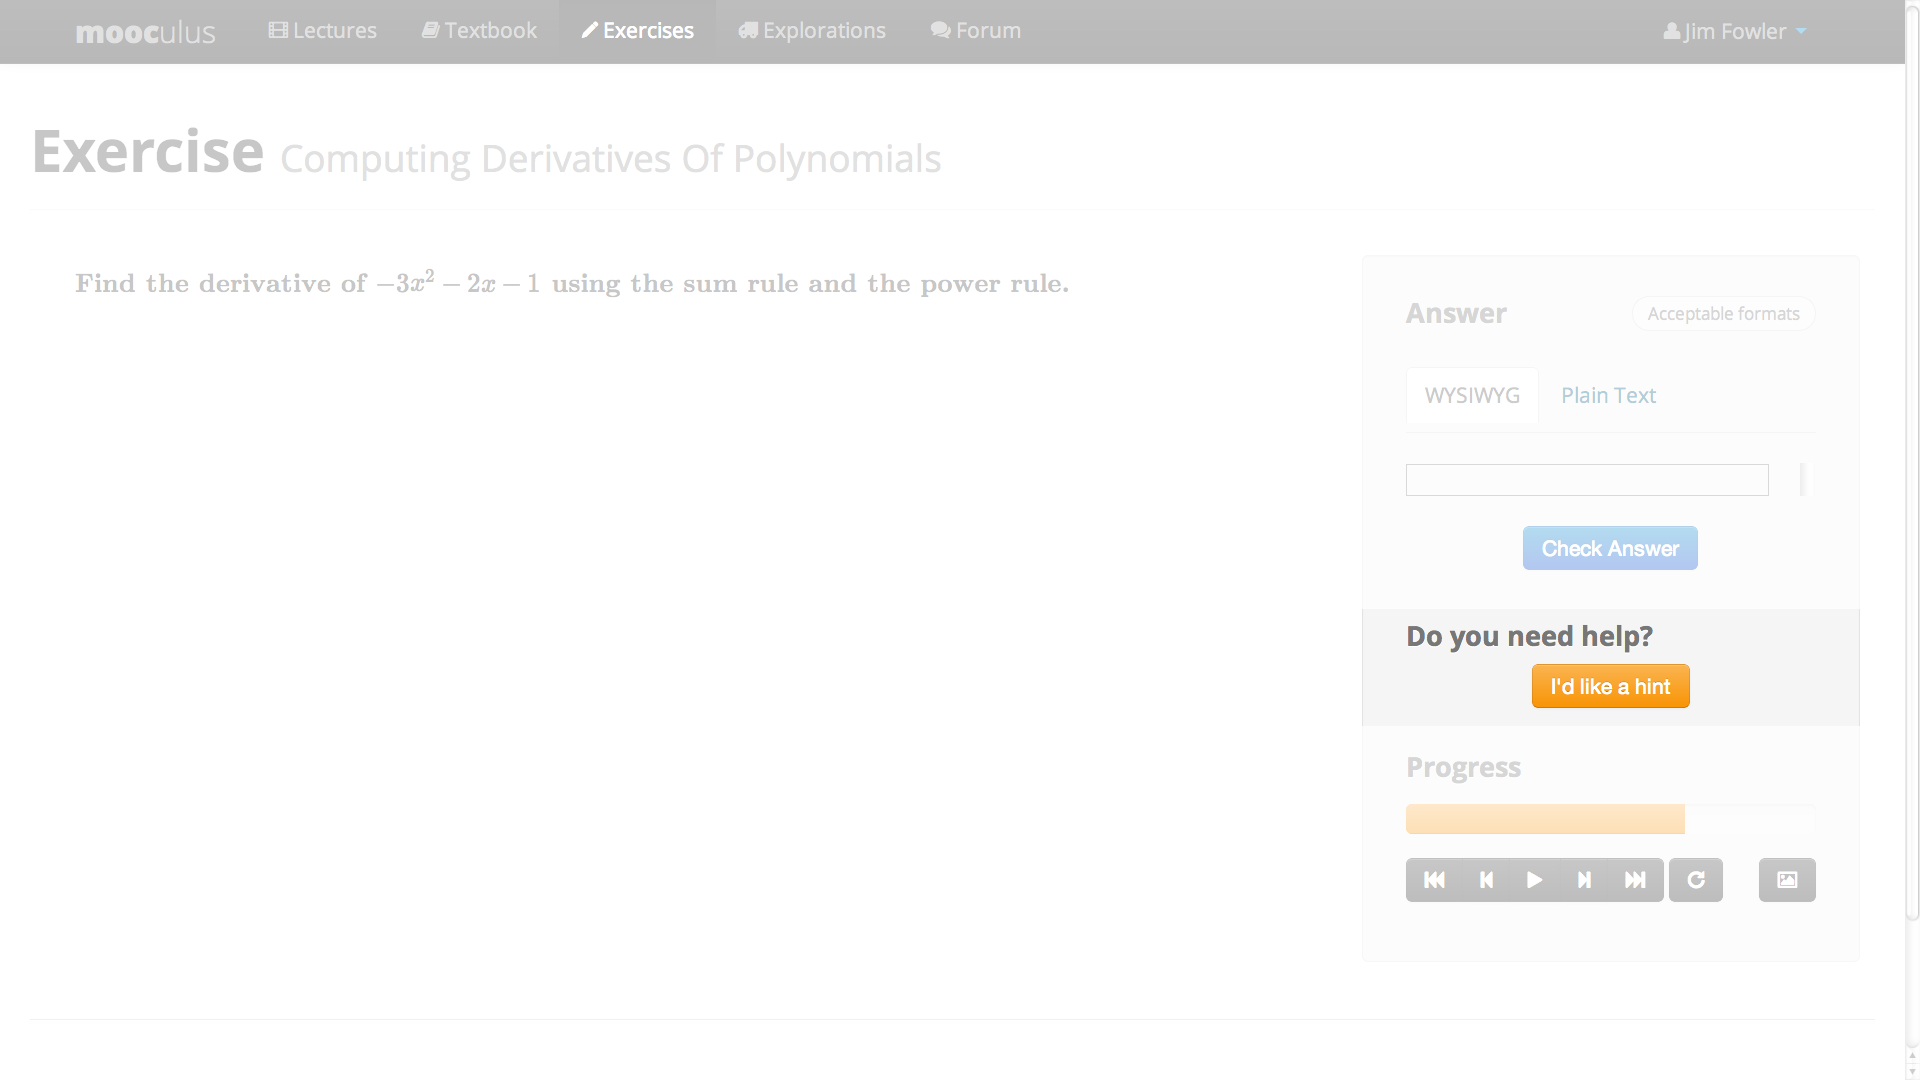 mooculus Lectures Textbook Exercises Explorations Forum Jim Fowler
Exercise Computing Derivatives Of Polynomials
Find the derivative of −3x² − 2x − 1 using the sum rule and the power rule.
Answer Acceptable formats
WYSIWYG Plain Text
Check Answer
Do you need help?
I'd like a hint
Progress